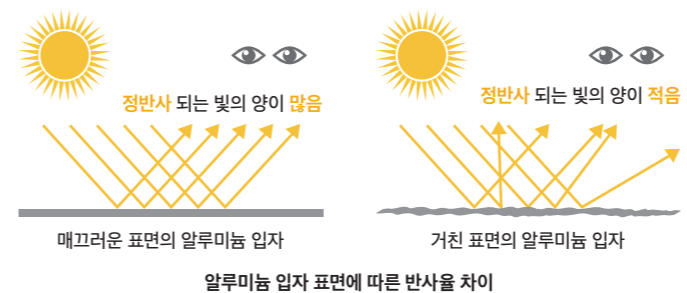 정반사 되는 빛의 양이 많음
매끄러운 표면의 알루미늄 입자
정반사 되는 빛의 양이 적음
거친 표면의 알루미늄 입자
알루미늄 입자 표면에 따른 반사율 차이